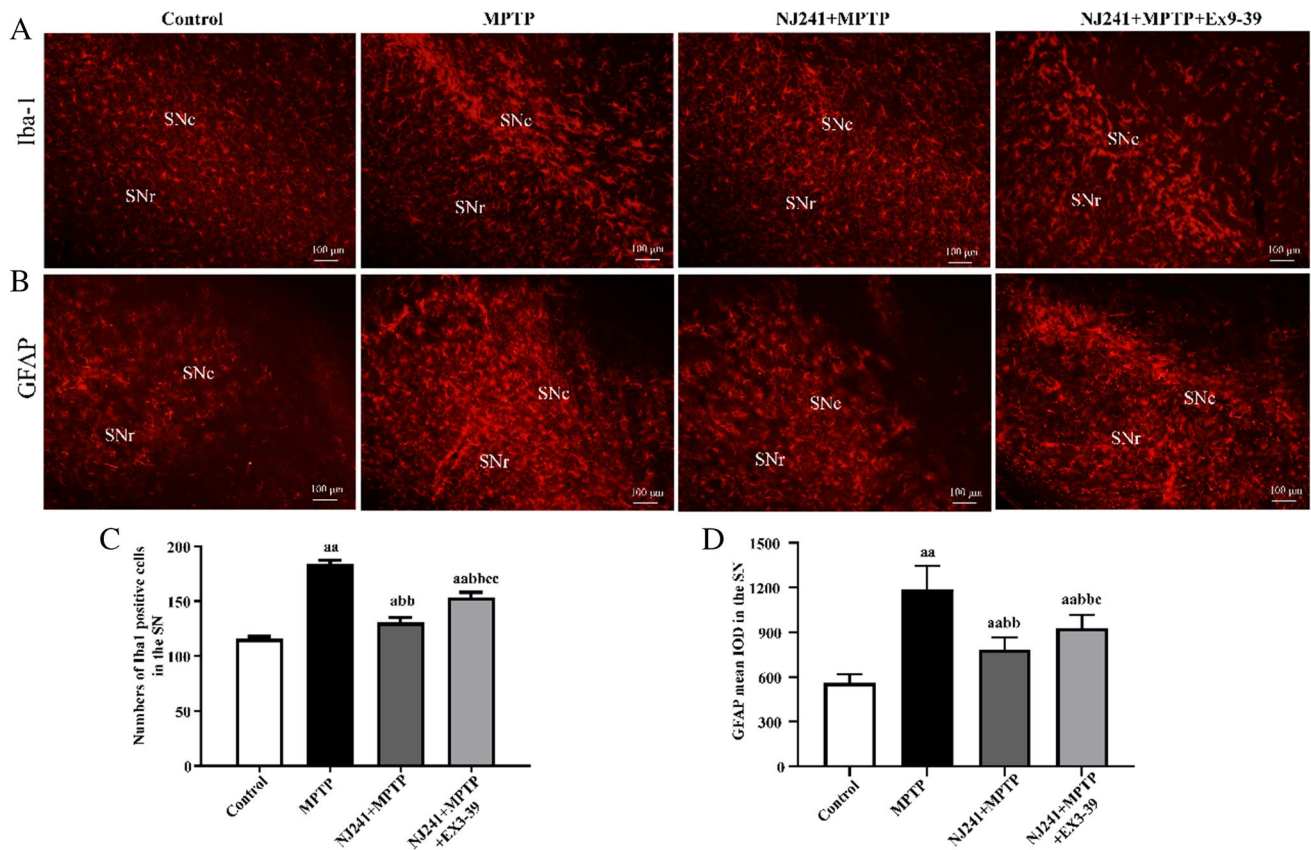 Control MPTP NJ241+MPTP NJ241+MPTP+Ex9-39
A
Iba-1
SNc SNc SNc SNc
SNr SNr SNr SNr
100 µm 100 µm 100 µm 100 µm
B
GFAP
SNc SNc SNc SNc
SNr SNr SNr SNr
100 µm 100 µm 100 µm 100 µm
C
Numbers of Iba1 positive cells
in the SN
200
150
100
50
0
aa
abb
aabbcc
Control
MPTP
NJ241+MPTP
NJ241+MPTP
+EX3-39
D
GFAP mean IOD in the SN
1500
1200
900
600
300
0
aa
aabb
aabbc
Control
MPTP
NJ241+MPTP
NJ241+MPTP
+EX3-39